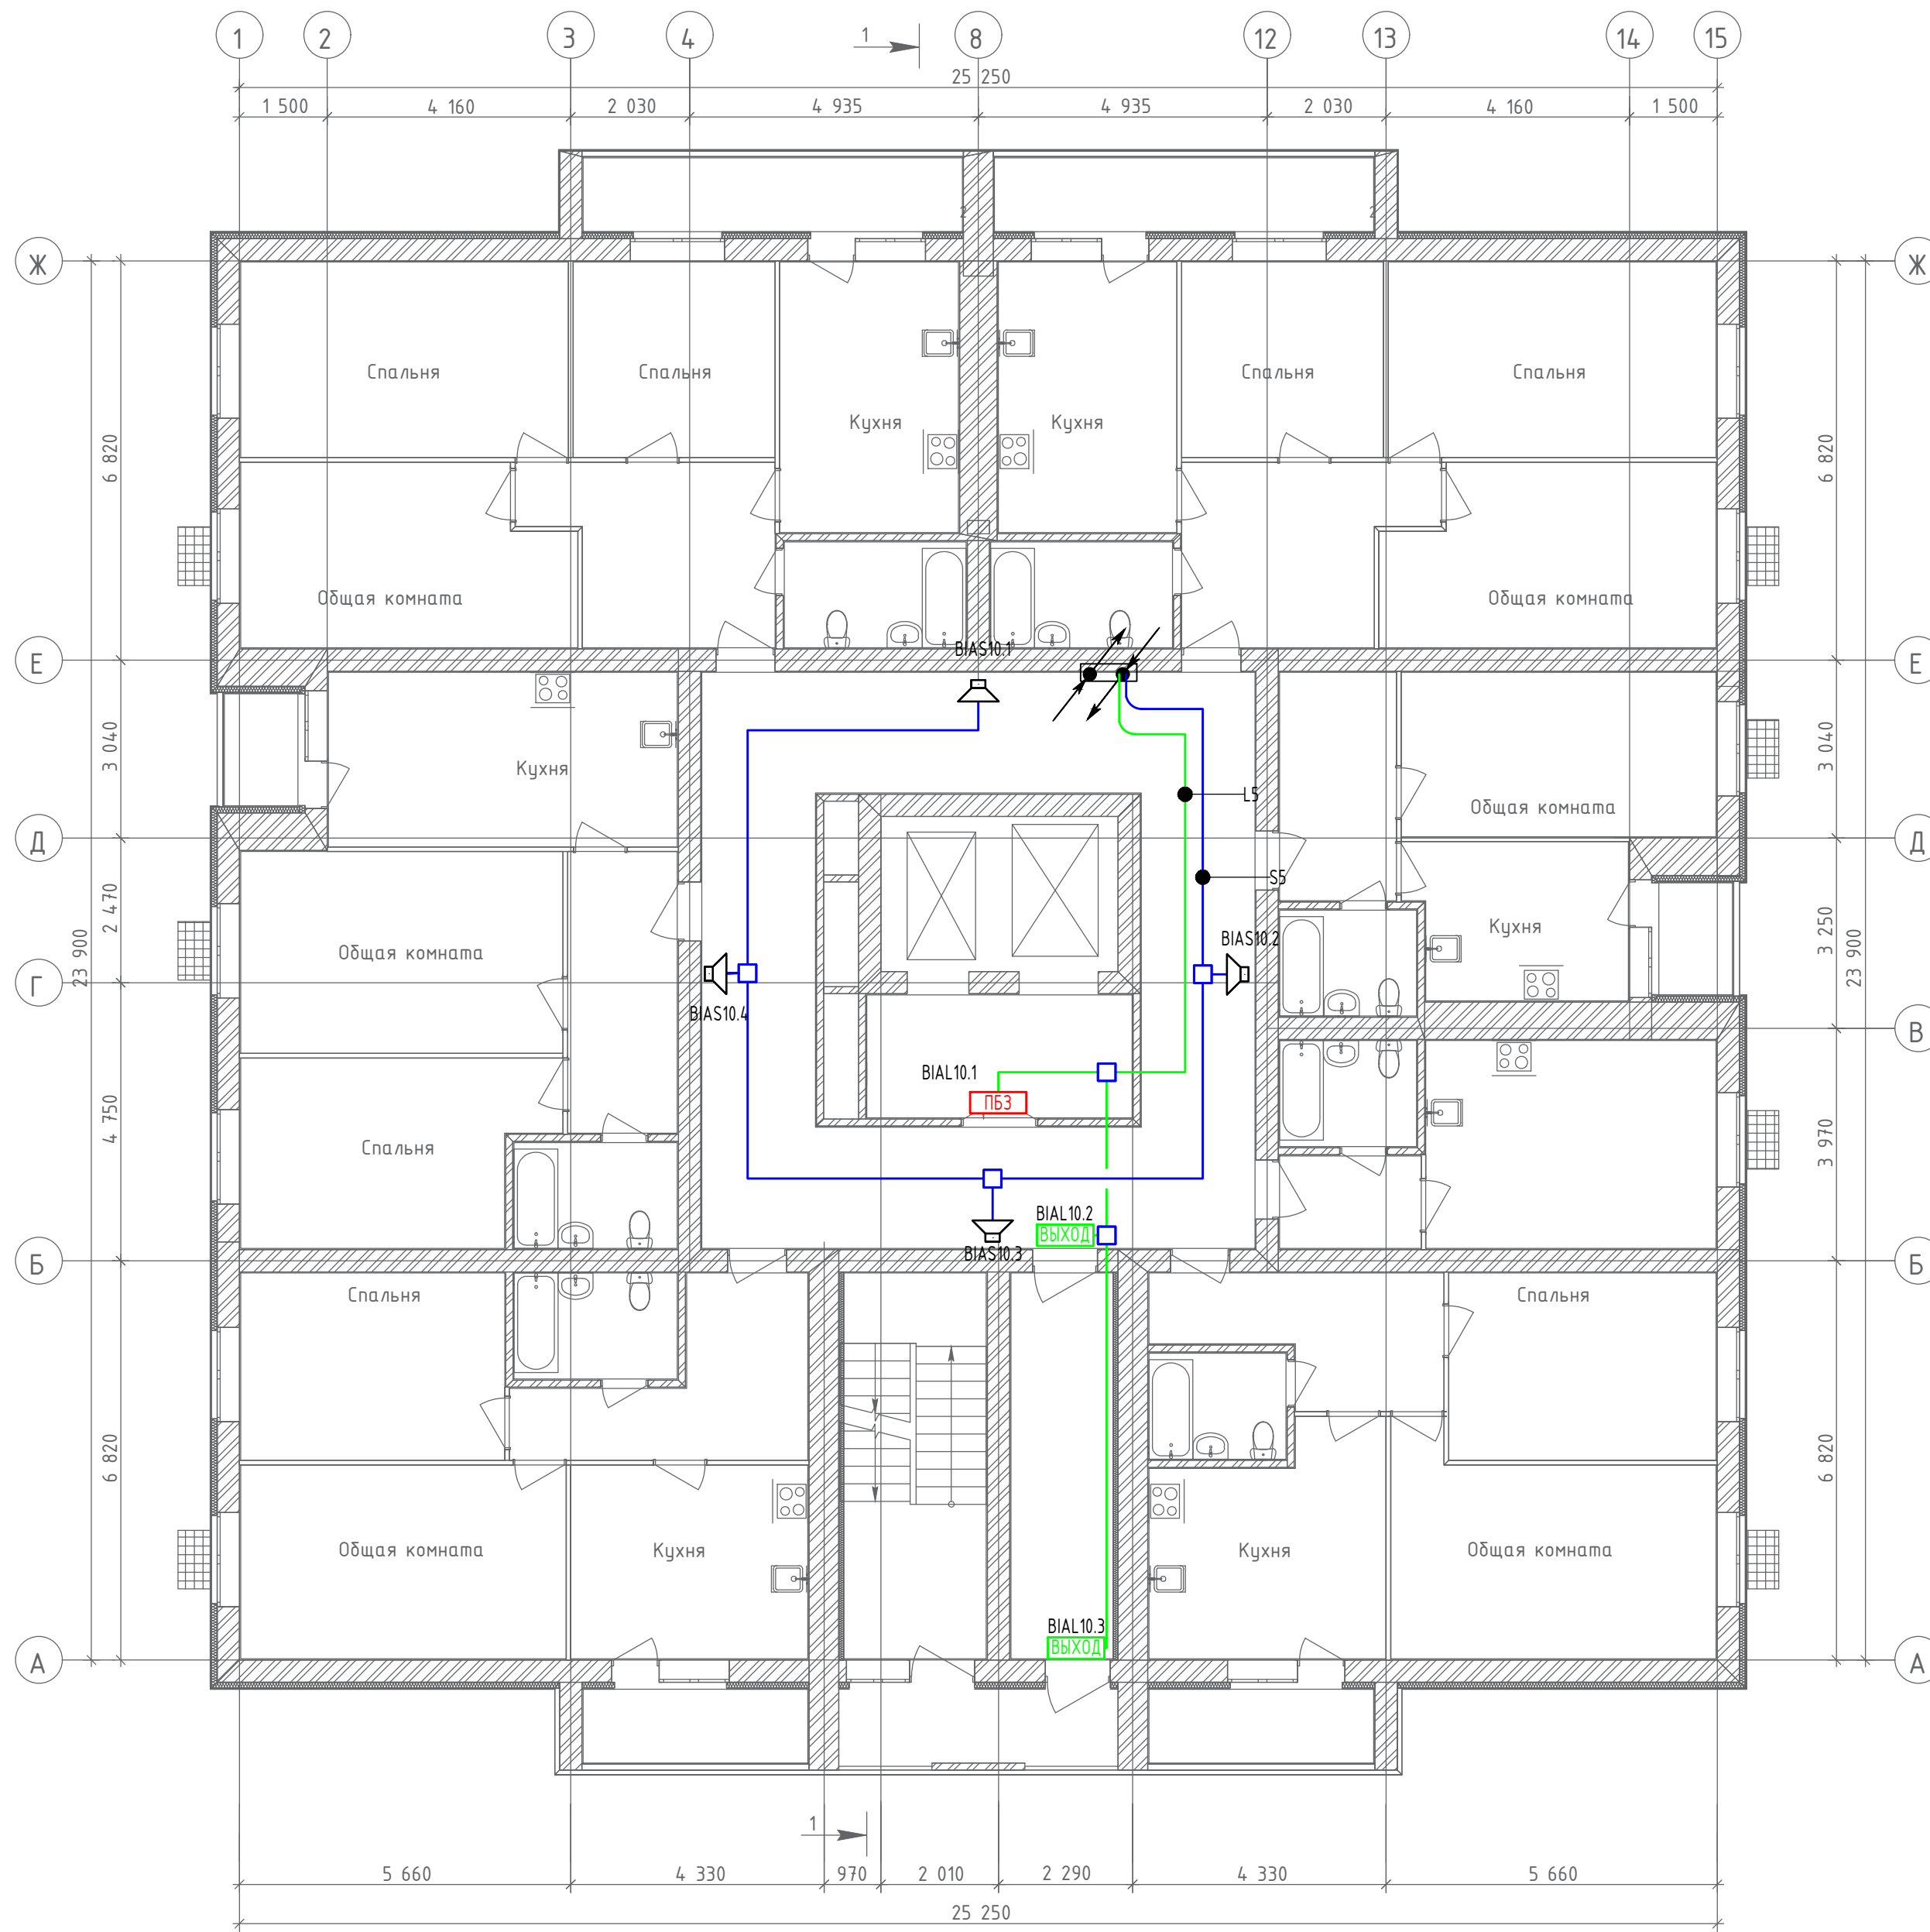 1 2 3 4 8 12 13 14 15
1
25 250
1 500 4 160 2 030 4 935 4 935 2 030 4 160 1 500
2 2
Ж Ж
Спальня Спальня Спальня Спальня
Кухня Кухня
6 820 6 820
Общая комната Общая комната
BIAS10.1
Е Е
3 040 3 040
Кухня
L5
Общая комната
Д Д
S5
2 470
23 900
Кухня
3 250
23 900
BIAS10.2
Общая комната
Г
BIAS10.4
В
BIAL10.1
ПБЗ
4 750
3 970
Спальня
BIAL10.2
ВЫХОД
BIAS10.3
Б Б
Спальня Спальня
6 820 6 820
Общая комната Кухня Кухня Общая комната
BIAL10.3
ВЫХОД
А А
1
5 660 4 330 970 2 010 2 290 4 330 5 660
25 250